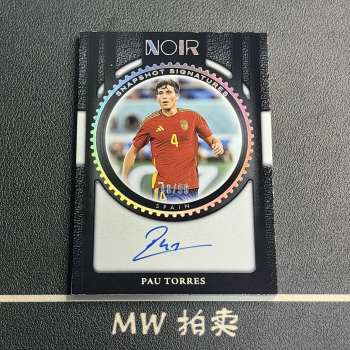 NOIR
SNAPSHOT SIGNATURES
4
SPAIN
PAU TORRES
MW 拍卖